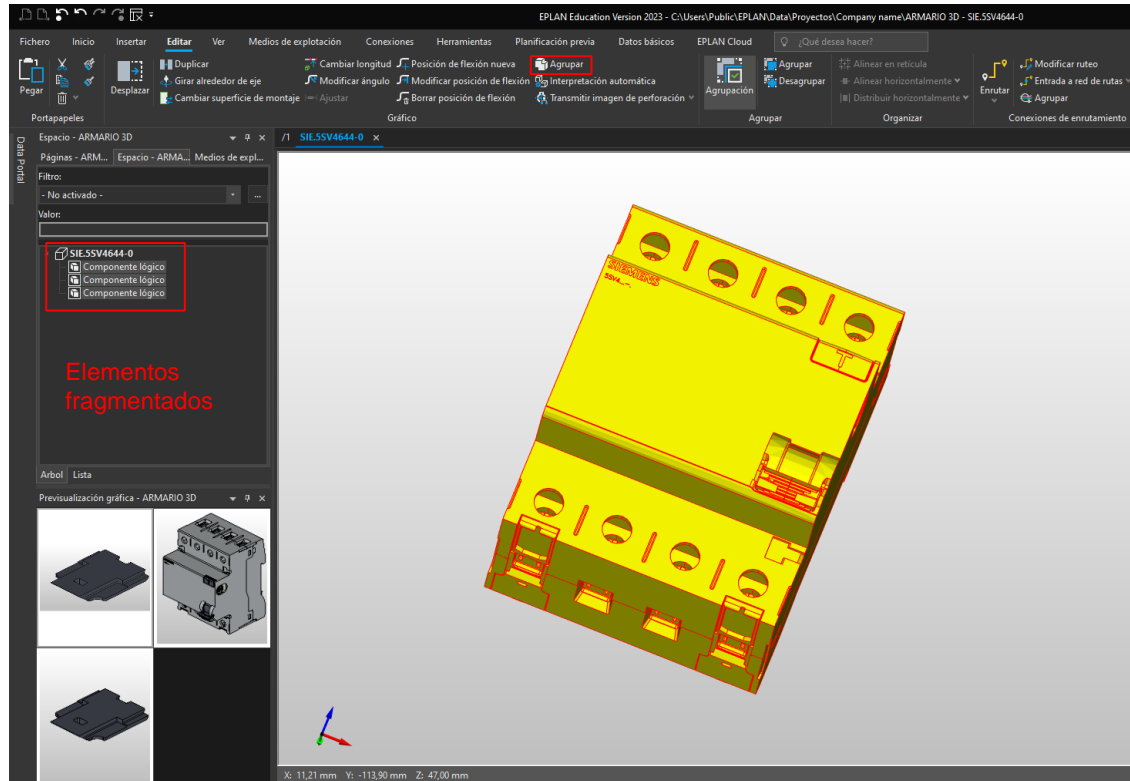 EPLAN Education Version 2023 - C:\Users\Public\EPLAN\Data\Proyectos\Company name\ARMARIO 3D - SIE.5SV4644-0
Fichero Inicio Insertar Editar Ver Medios de explotación Conexiones Herramientas Planificación previa Datos básicos EPLAN Cloud ¿Qué desea hacer?
Pegar
Portapapeles
Desplazar
Duplicar
Girar alrededor de eje
Cambiar superficie de montaje
Cambiar longitud
Modificar ángulo
Ajustar
Posición de flexión nueva
Modificar posición de flexión
Borrar posición de flexión
Agrupar
Interpretación automática
Transmitir imagen de perforación
Gráfico
Agrupación
Agrupar
Desagrupar
Agrupar
Alinear en retícula
Alinear horizontalmente
Distribuir horizontalmente
Organizar
Enrutar
Modificar ruteo
Entrada a red de rutas
Agrupar
Conexiones de enrutamiento
Data Portal
Espacio - ARMARIO 3D
Páginas - ARM... Espacio - ARMA... Medios de expl...
Filtro:
- No activado -
...
Valor:
SIE.5SV4644-0
Componente lógico
Componente lógico
Componente lógico
Elementos
fragmentados
Arbol Lista
Previsualización gráfica - ARMARIO 3D
/1 SIE.5SV4644-0
SIEMENS
X: 11,21 mm Y: -113,90 mm Z: 47,00 mm